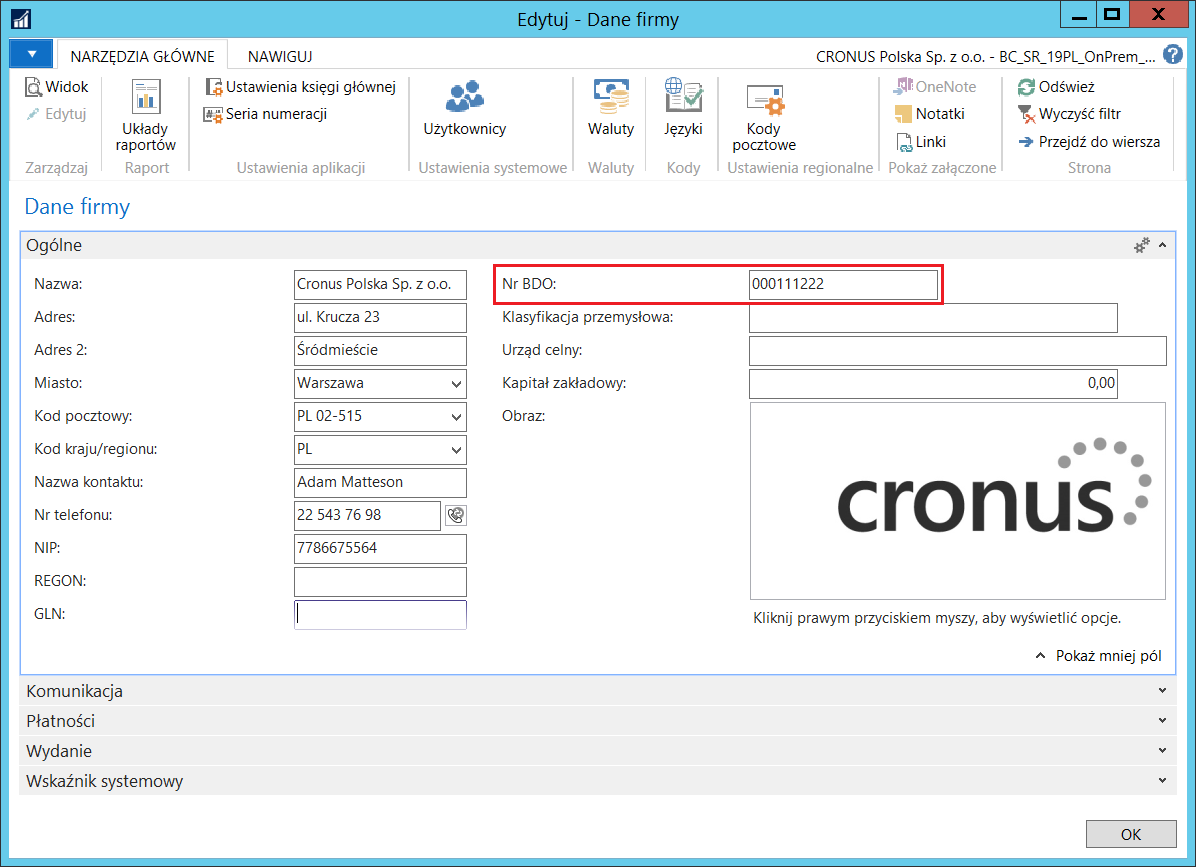 Edytuj - Dane firmy
NARZĘDZIA GŁÓWNE NAWIGUJ CRONUS Polska Sp. z o.o. - BC_SR_19PL_OnPrem_... ?
Widok
Edytuj
Zarządzaj
Układy
raportów
Raport
Ustawienia księgi głównej
Seria numeracji
Ustawienia aplikacji
Użytkownicy
Ustawienia systemowe
Waluty
Waluty
Języki
Kody
Kody
pocztowe
Ustawienia regionalne
OneNote
Notatki
Linki
Pokaż załączone
Odśwież
Wyczyść filtr
Przejdź do wiersza
Strona
Dane firmy
Ogólne
Nazwa: Cronus Polska Sp. z o.o.
Adres: ul. Krucza 23
Adres 2: Śródmieście
Miasto: Warszawa
Kod pocztowy: PL 02-515
Kod kraju/regionu: PL
Nazwa kontaktu: Adam Matteson
Nr telefonu: 22 543 76 98
NIP: 7786675564
REGON:
GLN:
Nr BDO: 000111222
Klasyfikacja przemysłowa:
Urząd celny:
Kapitał zakładowy: 0,00
Obraz:
cronus
Kliknij prawym przyciskiem myszy, aby wyświetlić opcje.
Pokaż mniej pól
Komunikacja
Płatności
Wydanie
Wskaźnik systemowy
OK